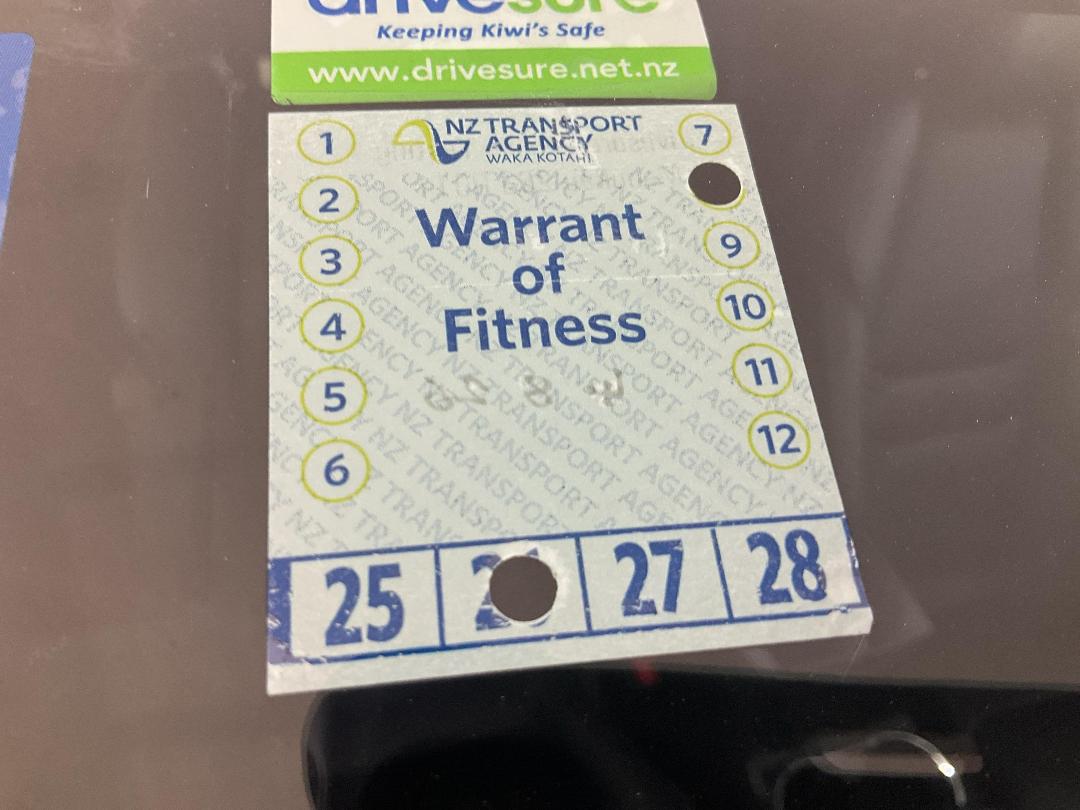 drivesure
Keeping Kiwi's Safe
www.drivesure.net.nz
NZ TRANSPORT
AGENCY
WAKA KOTAHI
Warrant
of
Fitness
1
2
3
4
5
6
7
9
10
11
12
25 27 28